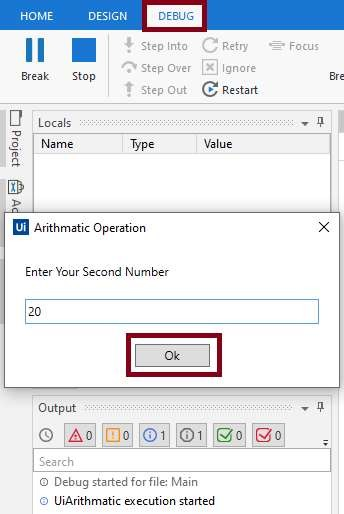 HOME DESIGN DEBUG
Break Stop Step Into Retry Focus
Step Over Ignore
Step Out Restart
Locals
Name Type Value
Project
Ui Arithmatic Operation
Enter Your Second Number
20
Ok
Output
0 0 1 1 0 0
Search
Debug started for file: Main
UiArithmatic execution started